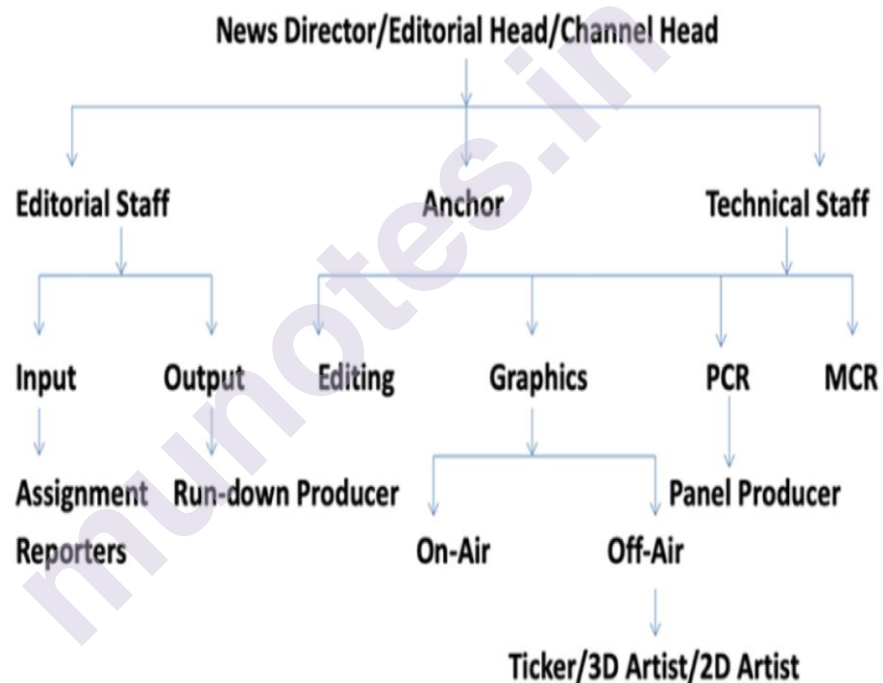 News Director/Editorial Head/Channel Head
Editorial Staff
Anchor
Technical Staff
Input
Output
Editing
Graphics
PCR
MCR
Assignment
Reporters
Run-down Producer
On-Air
Off-Air
Panel Producer
Ticker/3D Artist/2D Artist
munotes.in